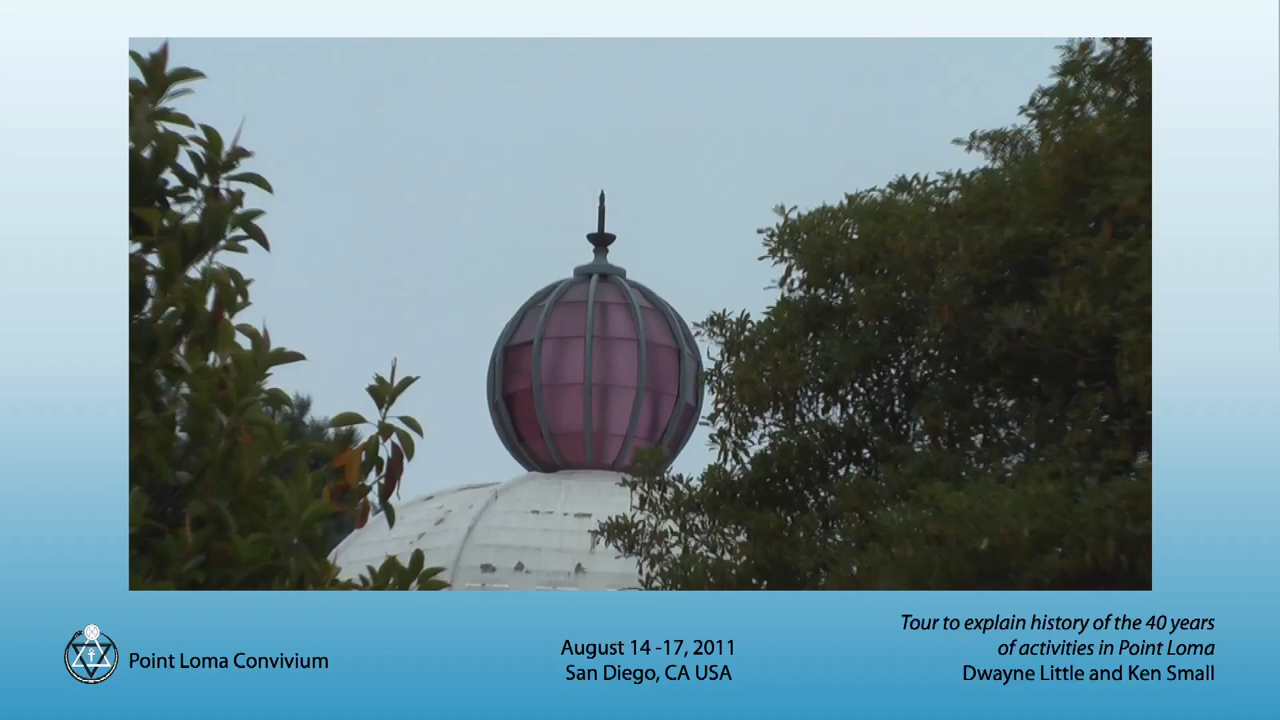 Point Loma Convivium
August 14 -17, 2011
San Diego, CA USA
Tour to explain history of the 40 years
of activities in Point Loma
Dwayne Little and Ken Small